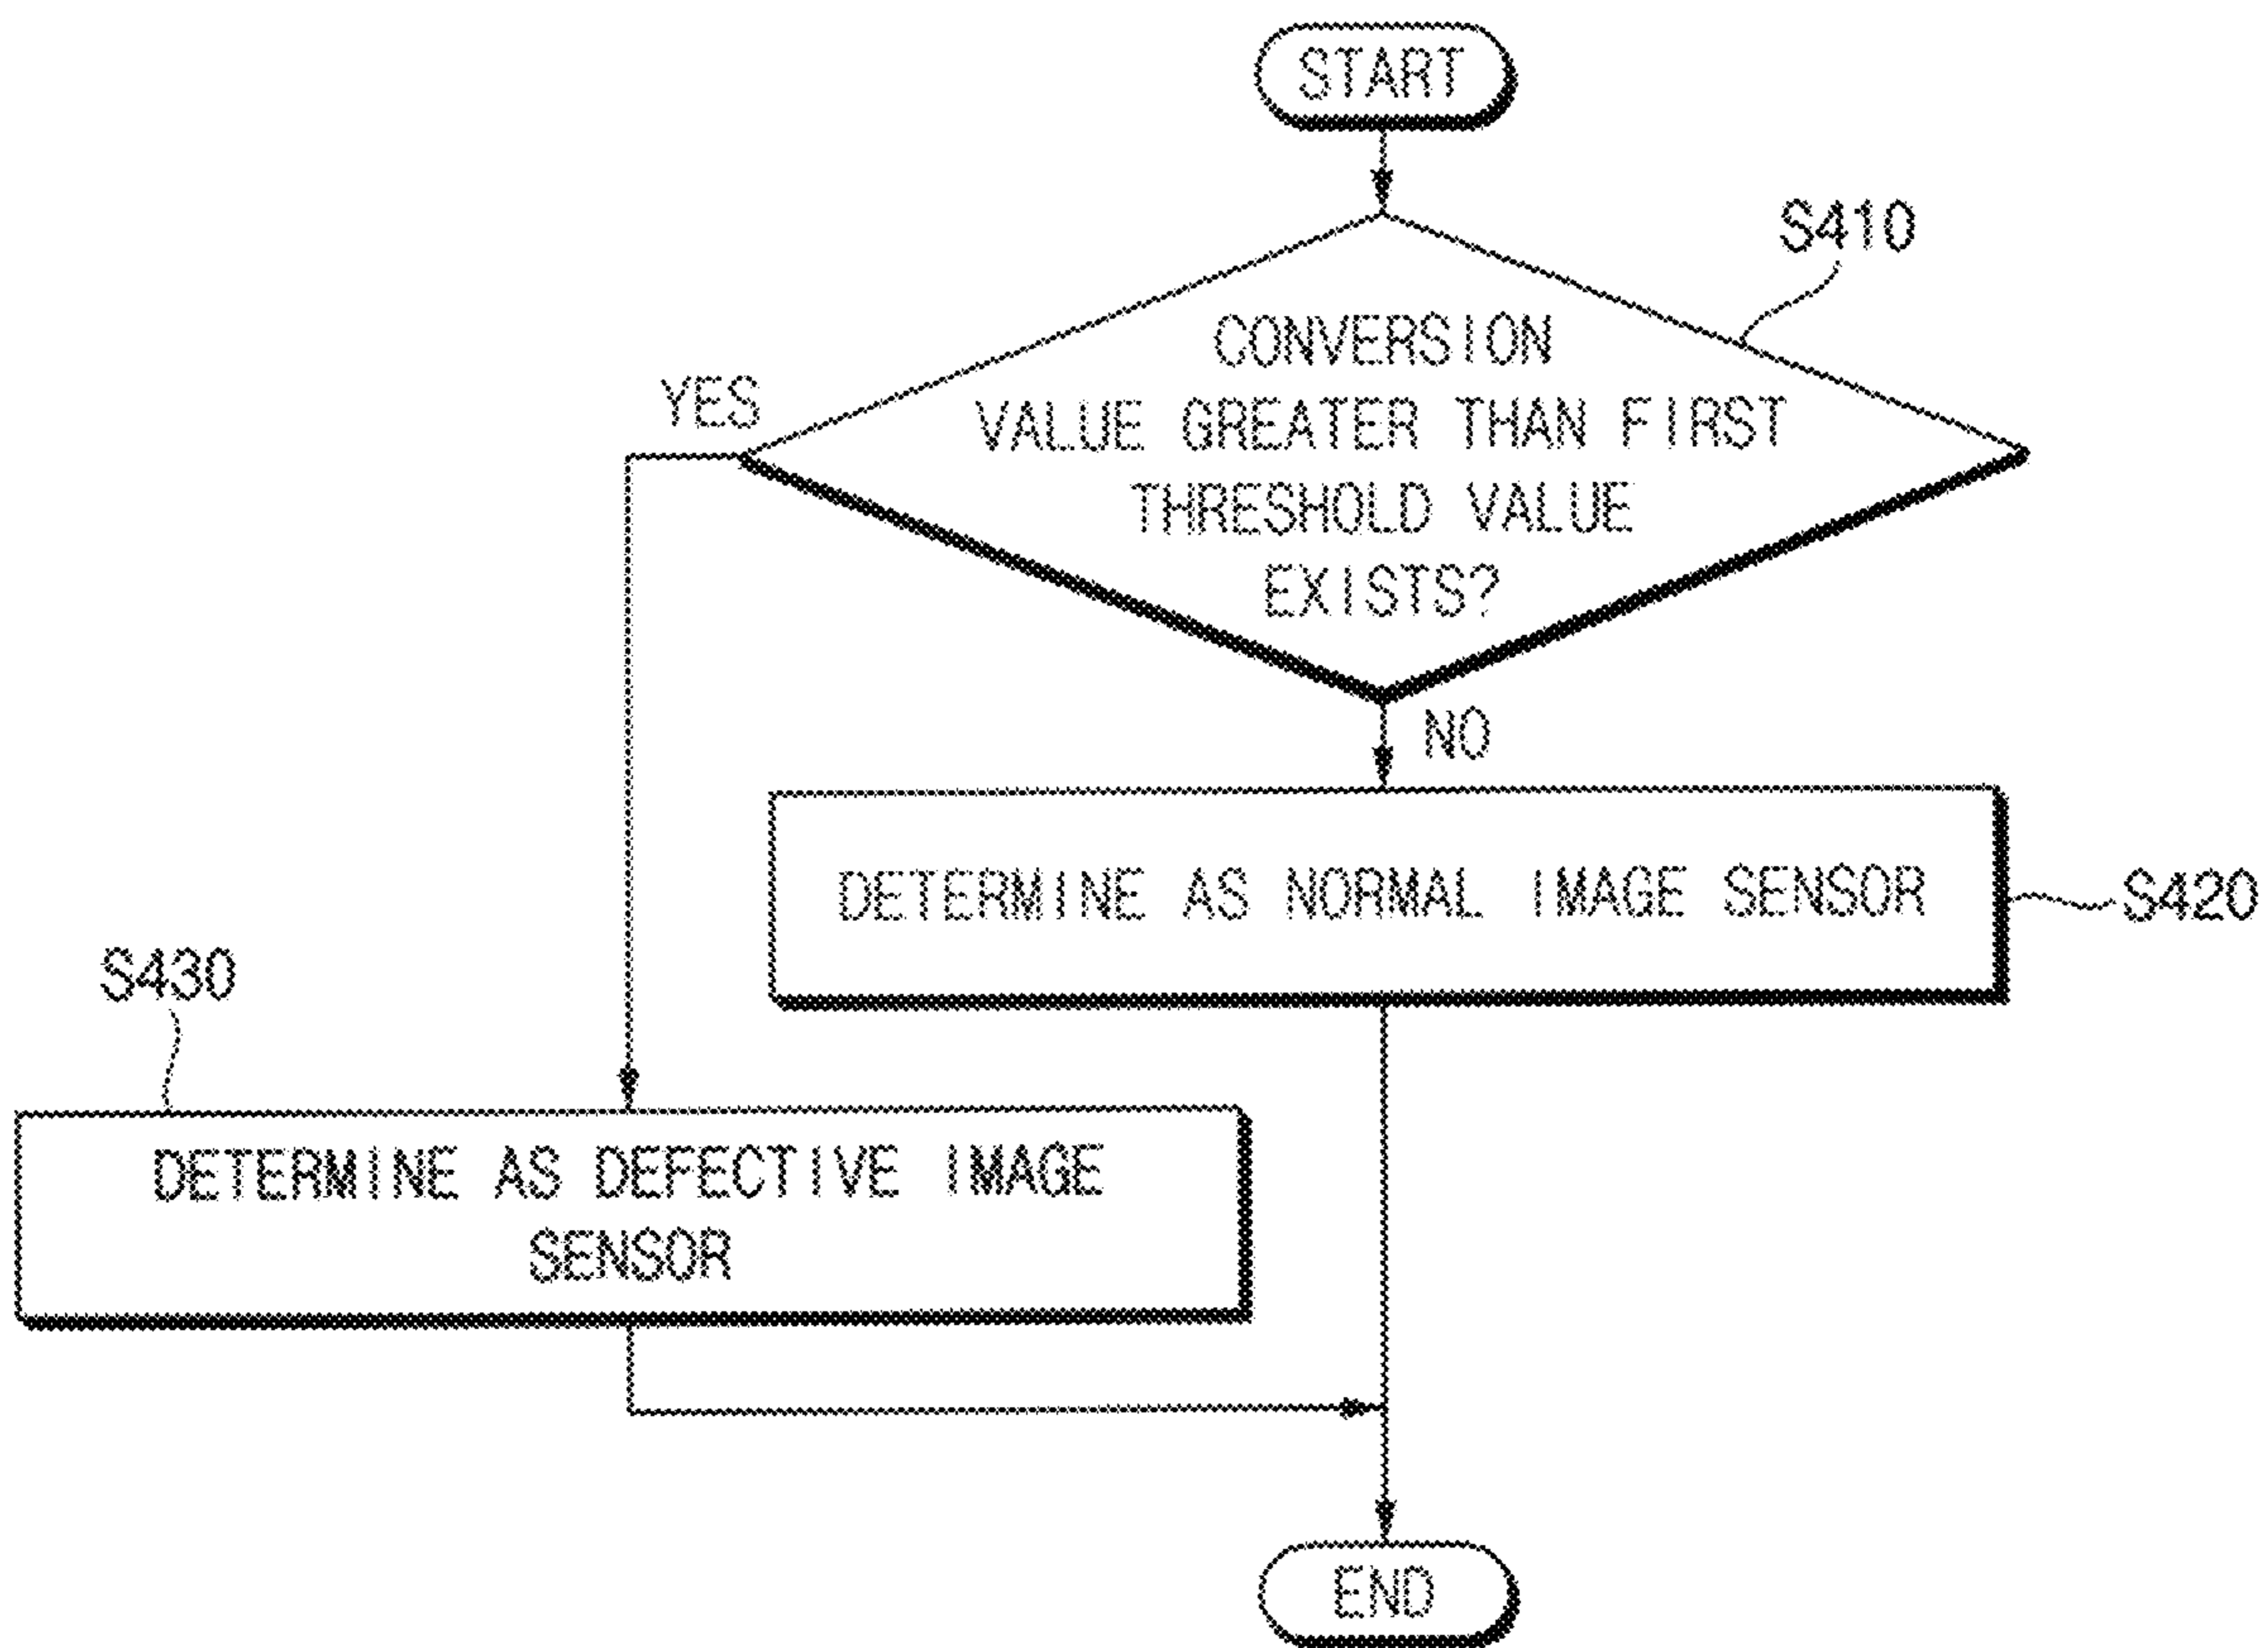 START
S410
CONVERSION
VALUE GREATER THAN FIRST
THRESHOLD VALUE
EXISTS?
YES
NO
DETERMINE AS NORMAL IMAGE SENSOR
S420
S430
DETERMINE AS DEFECTIVE IMAGE
SENSOR
END